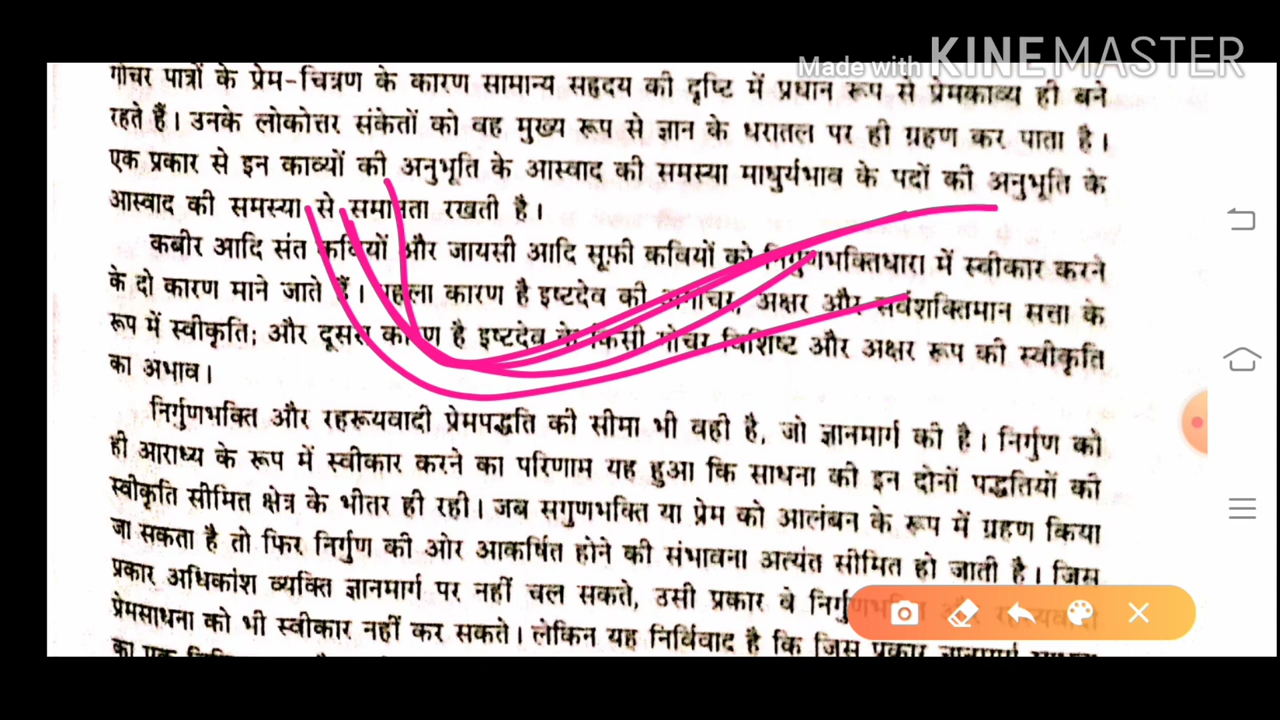 Made with KINEMASTER
गोचर पात्रों के प्रेम-चित्रण के कारण सामान्य सहृदय की दृष्टि में प्रधान रूप से प्रेमकाव्य ही बने
रहते हैं। उनके लोकोत्तर संकेतों को वह मुख्य रूप से ज्ञान के धरातल पर ही ग्रहण कर पाता है।
एक प्रकार से इन काव्यों की अनुभूति के आस्वाद की समस्या माधुर्यभाव के पदों की अनुभूति के
आस्वाद की समस्या से समानता रखती है।
कबीर आदि संत कवियों और जायसी आदि सूफ़ी कवियों को निर्गुणभक्तिधारा में स्वीकार करने
के दो कारण माने जाते हैं। पहला कारण है इष्टदेव की अगोचर, अक्षर और सर्वशक्तिमान सत्ता के
रूप में स्वीकृति; और दूसरा कारण है इष्टदेव के किसी गोचर विशिष्ट और अक्षर रूप की स्वीकृति
का अभाव।
निर्गुणभक्ति और रहरूयवादी प्रेमपद्धति की सीमा भी वही है, जो ज्ञानमार्ग की है। निर्गुण को
ही आराध्य के रूप में स्वीकार करने का परिणाम यह हुआ कि साधना की इन दोनों पद्धतियों की
स्वीकृति सीमित क्षेत्र के भीतर ही रही। जब सगुणभक्ति या प्रेम को आलंबन के रूप में ग्रहण किया
जा सकता है तो फिर निर्गुण की ओर आकर्षित होने की संभावना अत्यंत सीमित हो जाती है। जिस
प्रकार अधिकांश व्यक्ति ज्ञानमार्ग पर नहीं चल सकते, उसी प्रकार वे निर्गुणभक्ति और
प्रेमसाधना को भी स्वीकार नहीं कर सकते। लेकिन यह निर्विवाद है कि जिस प्रकार